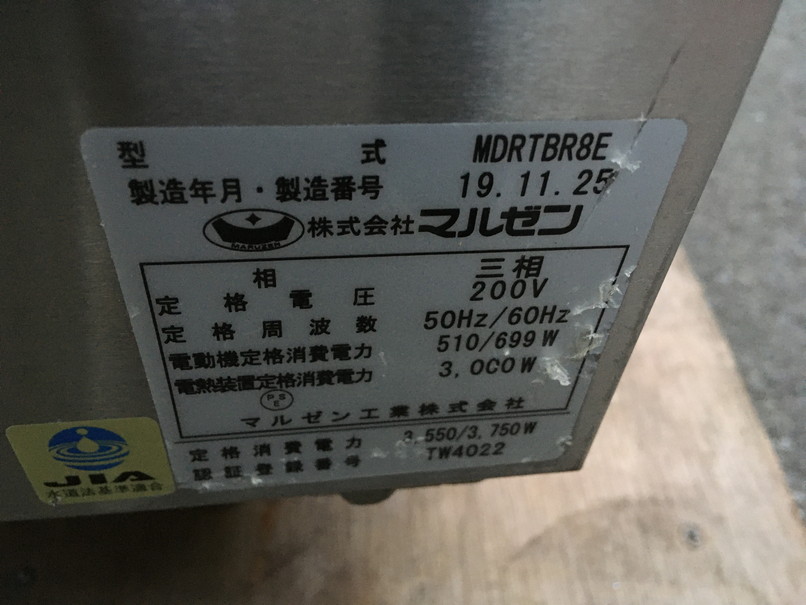 型式 MDRTBR8E
製造年月・製造番号 19.11.25
MARUZEN 株式会社マルゼン
相 三相
定格電圧 200V
定格周波数 50Hz/60Hz
電動機定格消費電力 510/699W
電熱装置定格消費電力 3,000W
PSE
マルゼン工業株式会社
定格消費電力 3,550/3,750W
認証登録番号 TW4022
JIA
水道法基準適合